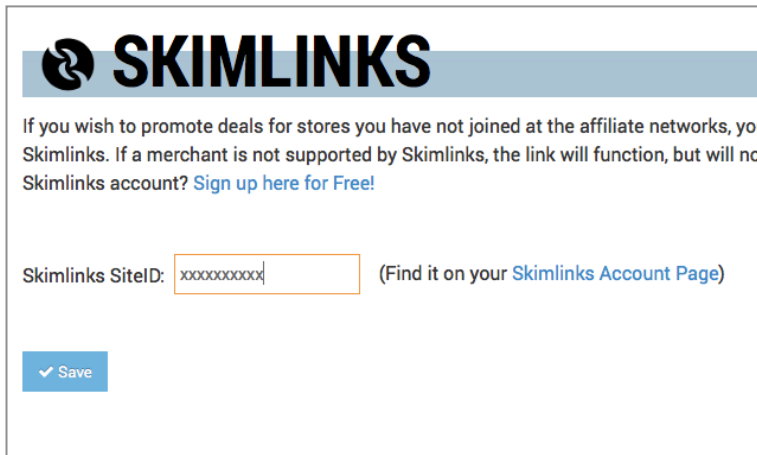 SKIMLINKS
If you wish to promote deals for stores you have not joined at the affiliate networks, yo
Skimlinks. If a merchant is not supported by Skimlinks, the link will function, but will no
Skimlinks account? Sign up here for Free!
Skimlinks SiteID: xxxxxxxxxx (Find it on your Skimlinks Account Page)
Save